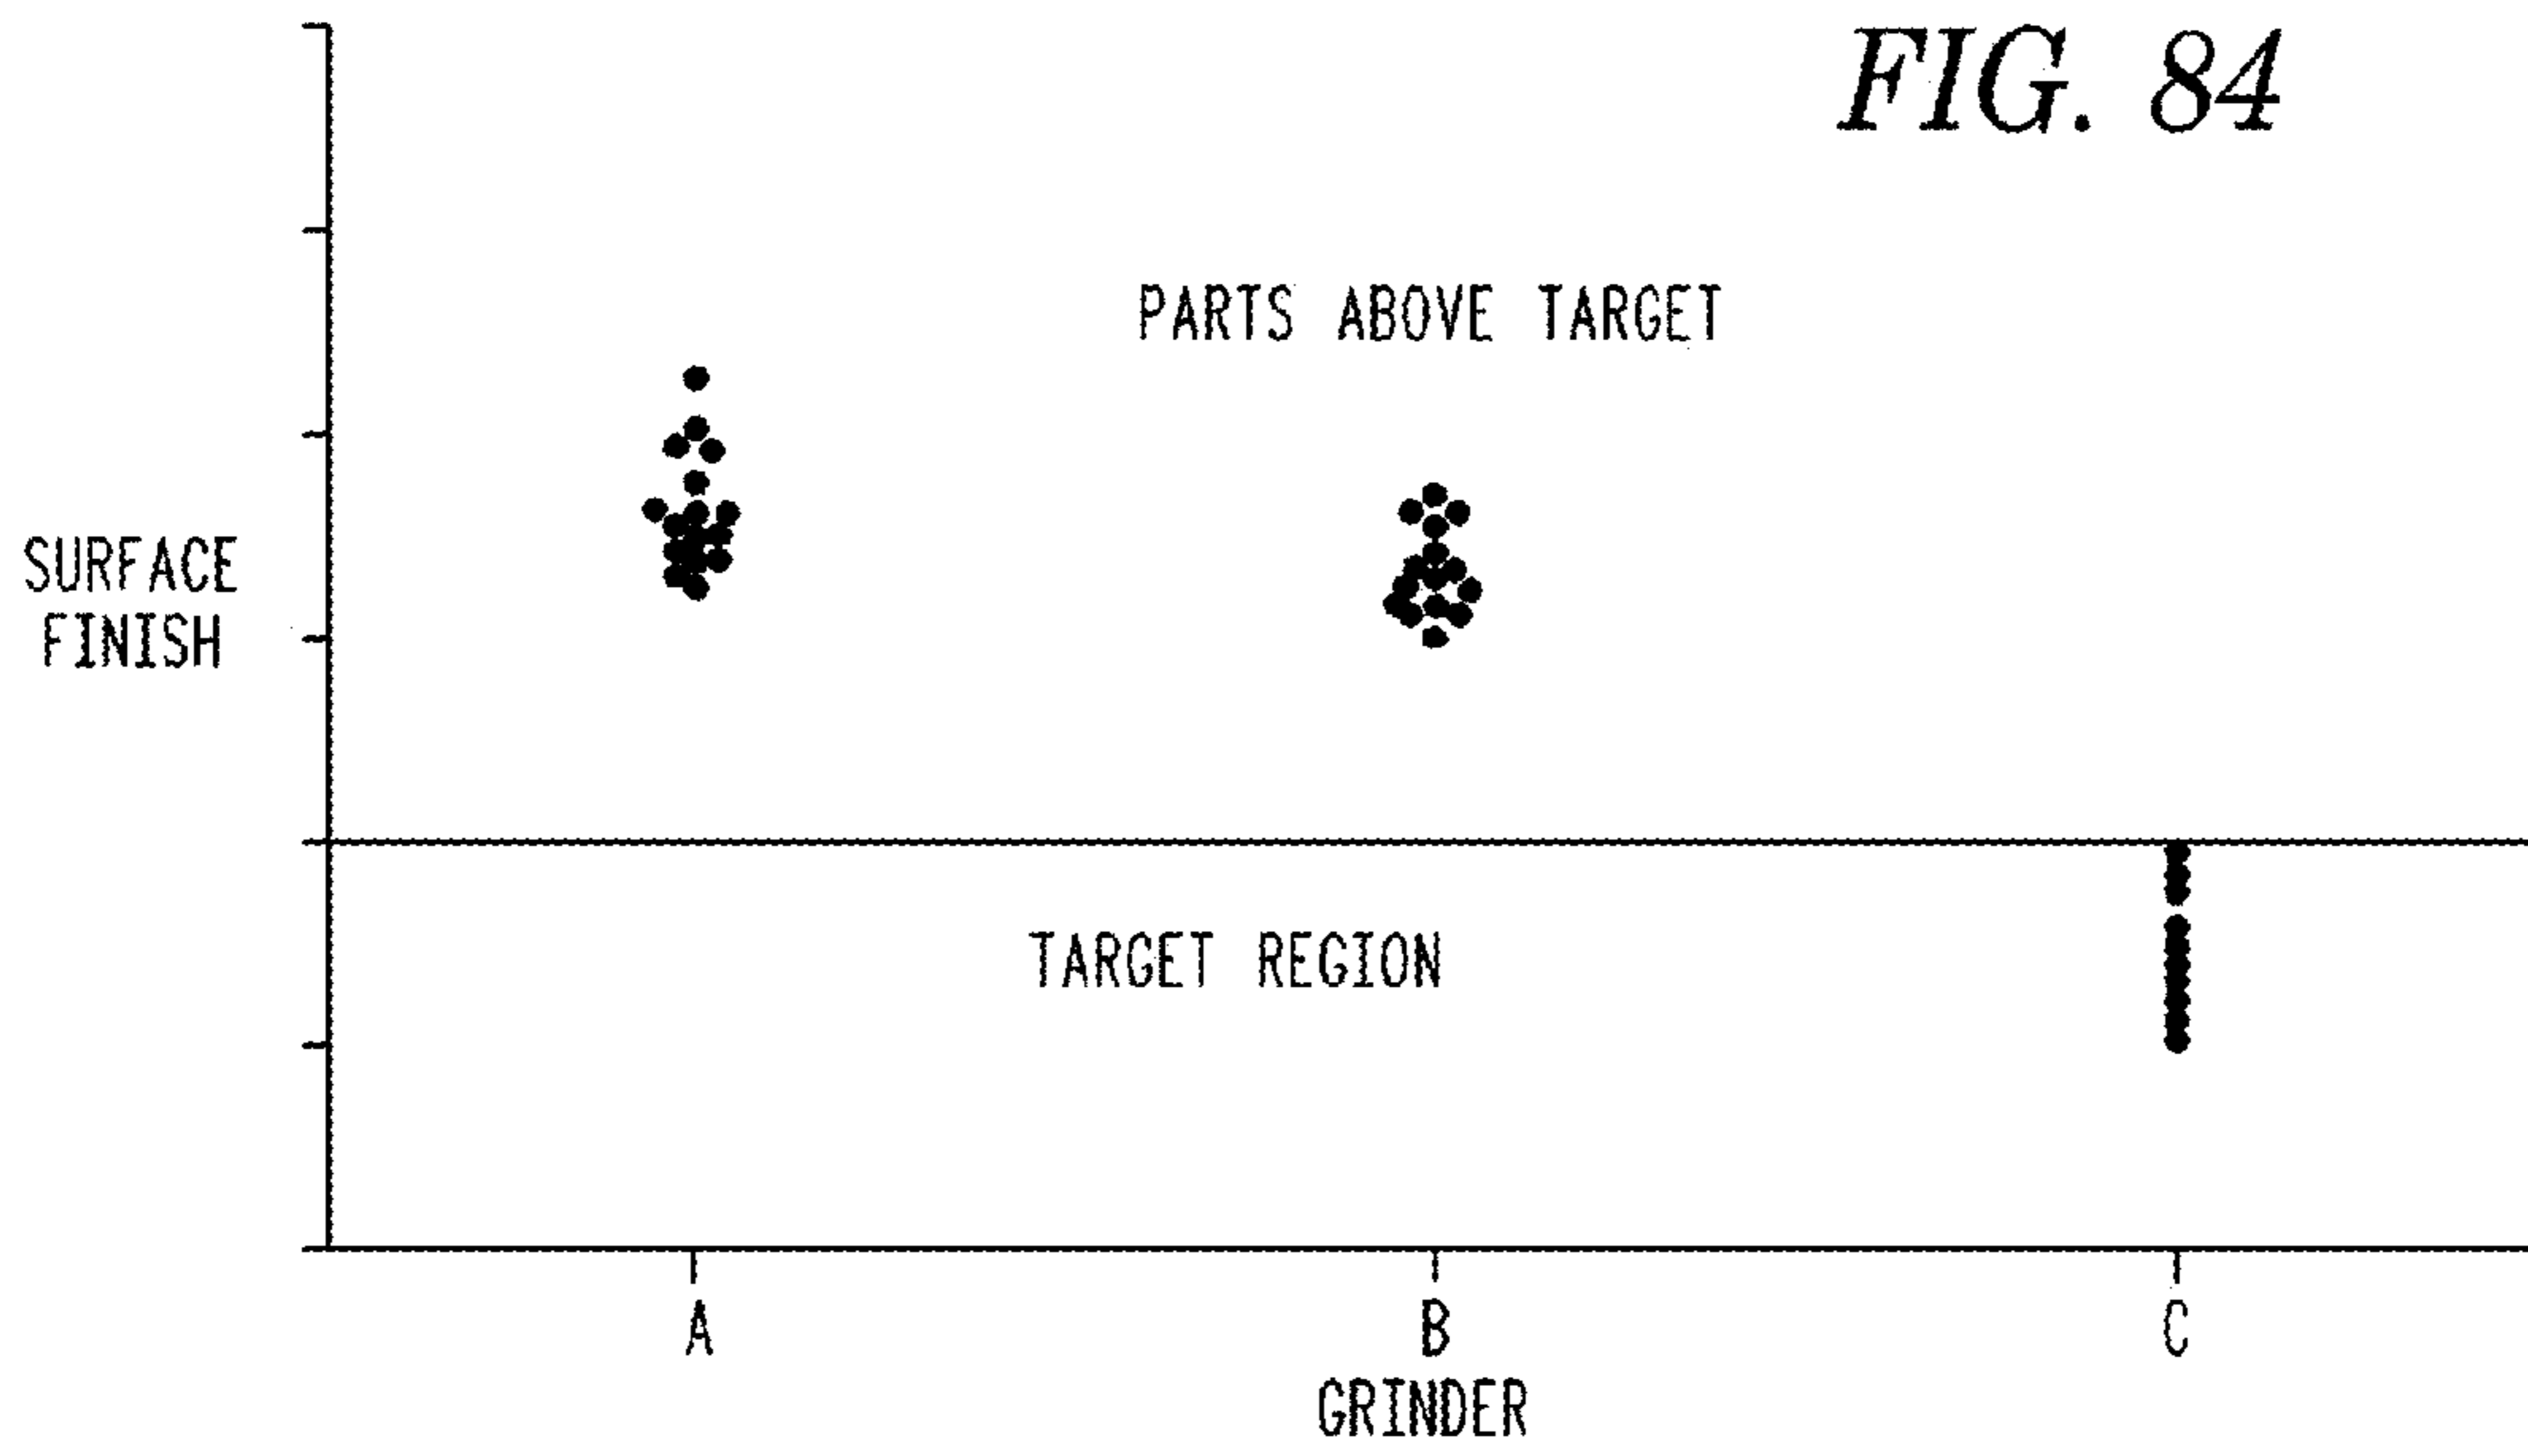 FIG. 84
PARTS ABOVE TARGET
SURFACE
FINISH
TARGET REGION
A
B
C
GRINDER